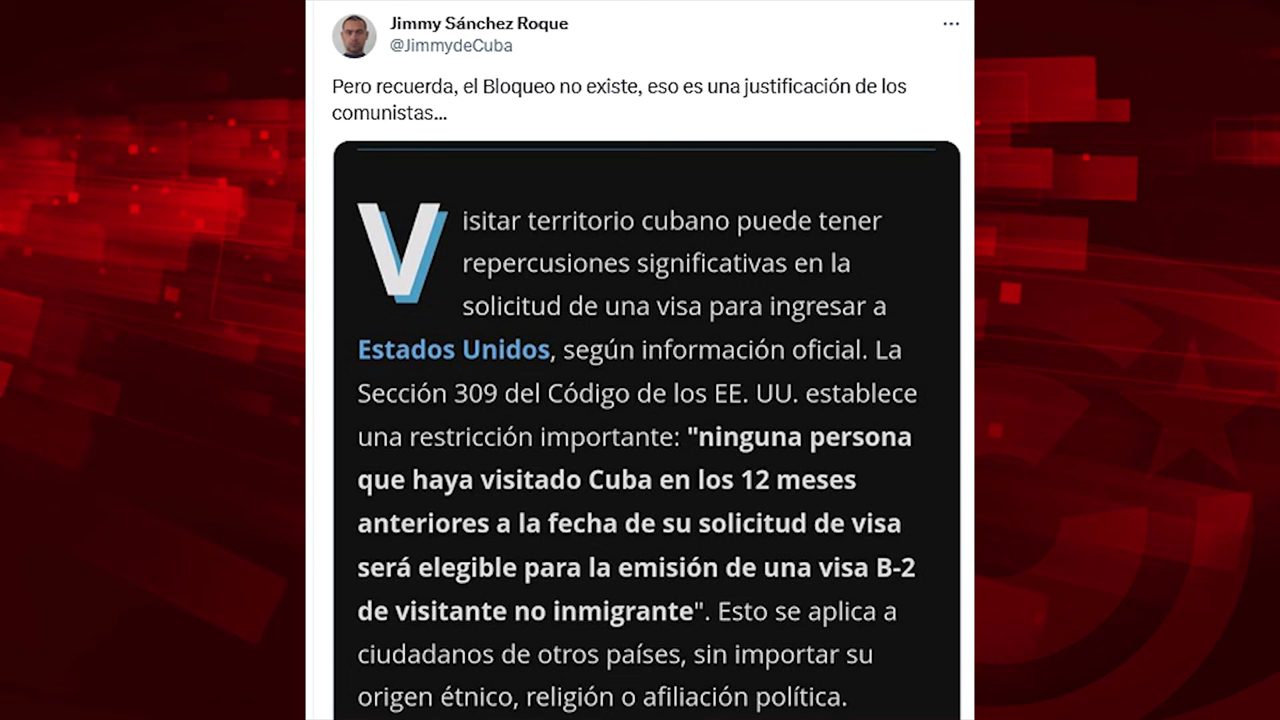 Jimmy Sánchez Roque
@JimmydeCuba
Pero recuerda, el Bloqueo no existe, eso es una justificación de los
comunistas...
Visitar territorio cubano puede tener
repercusiones significativas en la
solicitud de una visa para ingresar a
Estados Unidos, según información oficial. La
Sección 309 del Código de los EE. UU. establece
una restricción importante: "ninguna persona
que haya visitado Cuba en los 12 meses
anteriores a la fecha de su solicitud de visa
será elegible para la emisión de una visa B-2
de visitante no inmigrante". Esto se aplica a
ciudadanos de otros países, sin importar su
origen étnico, religión o afiliación política.